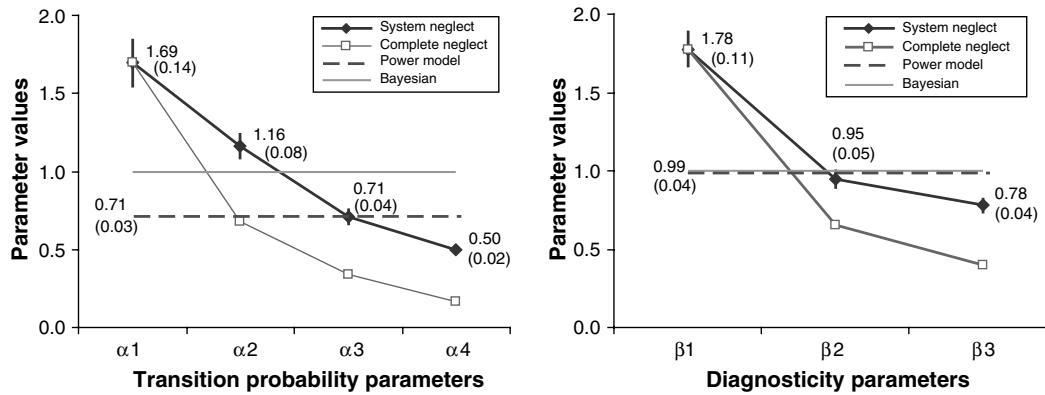 Parameter values
2.0
1.5
1.0
0.5
0.0
System neglect
Complete neglect
Power model
Bayesian
1.69
(0.14)
1.16
(0.08)
0.71
(0.03)
0.71
(0.04)
0.50
(0.02)
α1 α2 α3 α4
Transition probability parameters
Parameter values
2.0
1.5
1.0
0.5
0.0
System neglect
Complete neglect
Power model
Bayesian
1.78
(0.11)
0.95
(0.05)
0.99
(0.04)
0.78
(0.04)
β1 β2 β3
Diagnosticity parameters